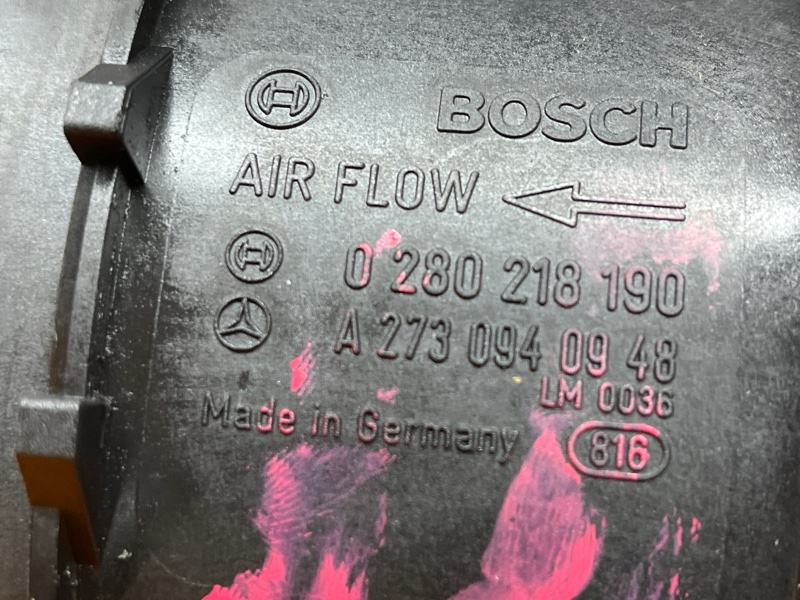 BOSCH
AIR FLOW
0 280 218 190
A 273 094 09 48
LM 0036
Made in Germany
816